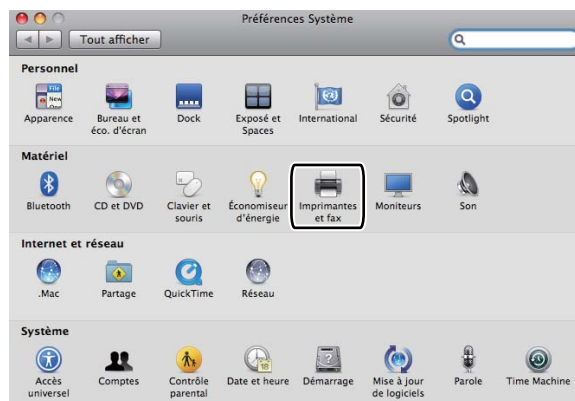 Préférences Système
Tout afficher
Personnel
Apparence
Bureau et
éco. d'écran
Dock
Exposé et
Spaces
International
Sécurité
Spotlight
Matériel
Bluetooth
CD et DVD
Clavier et
souris
Économiseur
d'énergie
Imprimantes
et fax
Moniteurs
Son
Internet et réseau
.Mac
Partage
QuickTime
Réseau
Système
Accès
universel
Comptes
Contrôle
parental
Date et heure
Démarrage
Mise à jour
de logiciels
Parole
Time Machine